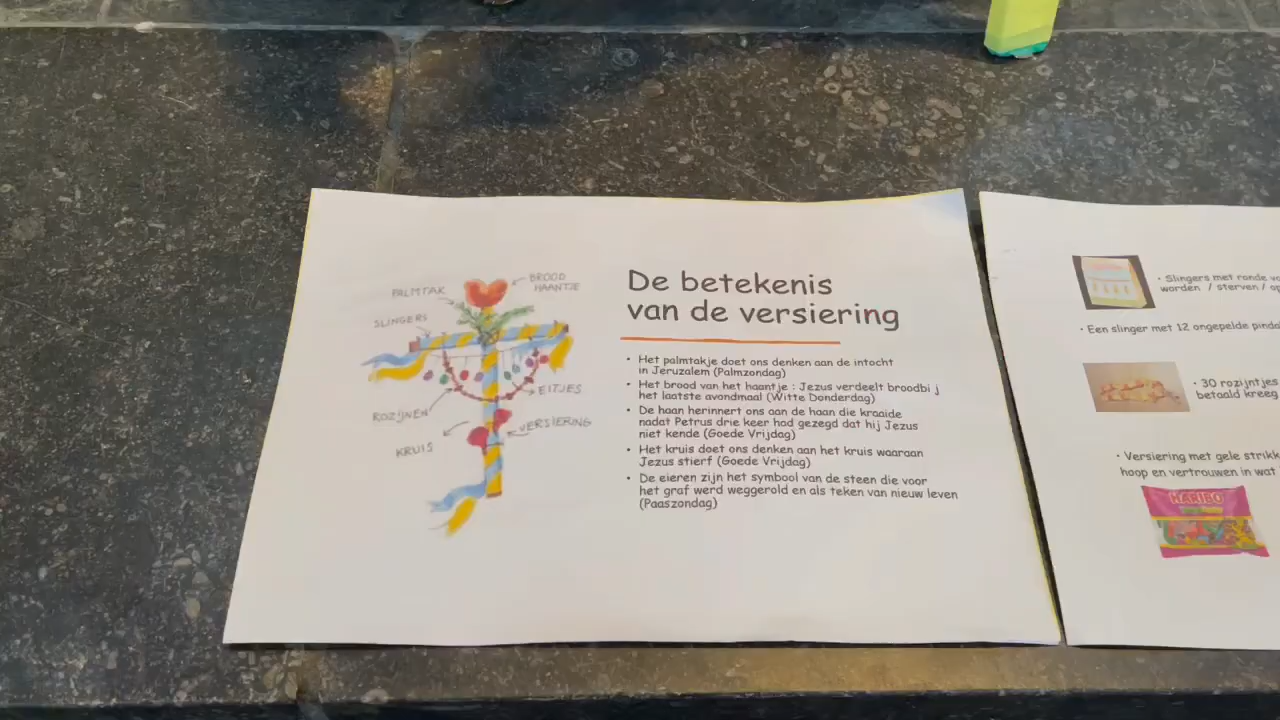 BROOD
HAANTJE
PALMTAK
SLINGERS
EITJES
ROZIJNEN
VERSIERING
KRUIS
De betekenis
van de versiering
• Het palmtakje doet ons denken aan de intocht
in Jeruzalem (Palmzondag)
• Het brood van het haantje : Jezus verdeelt broodbi j
het laatste avondmaal (Witte Donderdag)
• De haan herinnert ons aan de haan die kraaide
nadat Petrus drie keer had gezegd dat hij Jezus
niet kende (Goede Vrijdag)
• Het kruis doet ons denken aan het kruis waaraan
Jezus stierf (Goede Vrijdag)
• De eieren zijn het symbool van de steen die voor
het graf werd weggerold en als teken van nieuw leven
(Paaszondag)
• Slingers met ronde
worden / sterven /
• Een slinger met 12 ongepelde
• 30 rozijntjes
betaald kreeg
• Versiering met gele
hoop en vertrouwen in wat
HARIBO